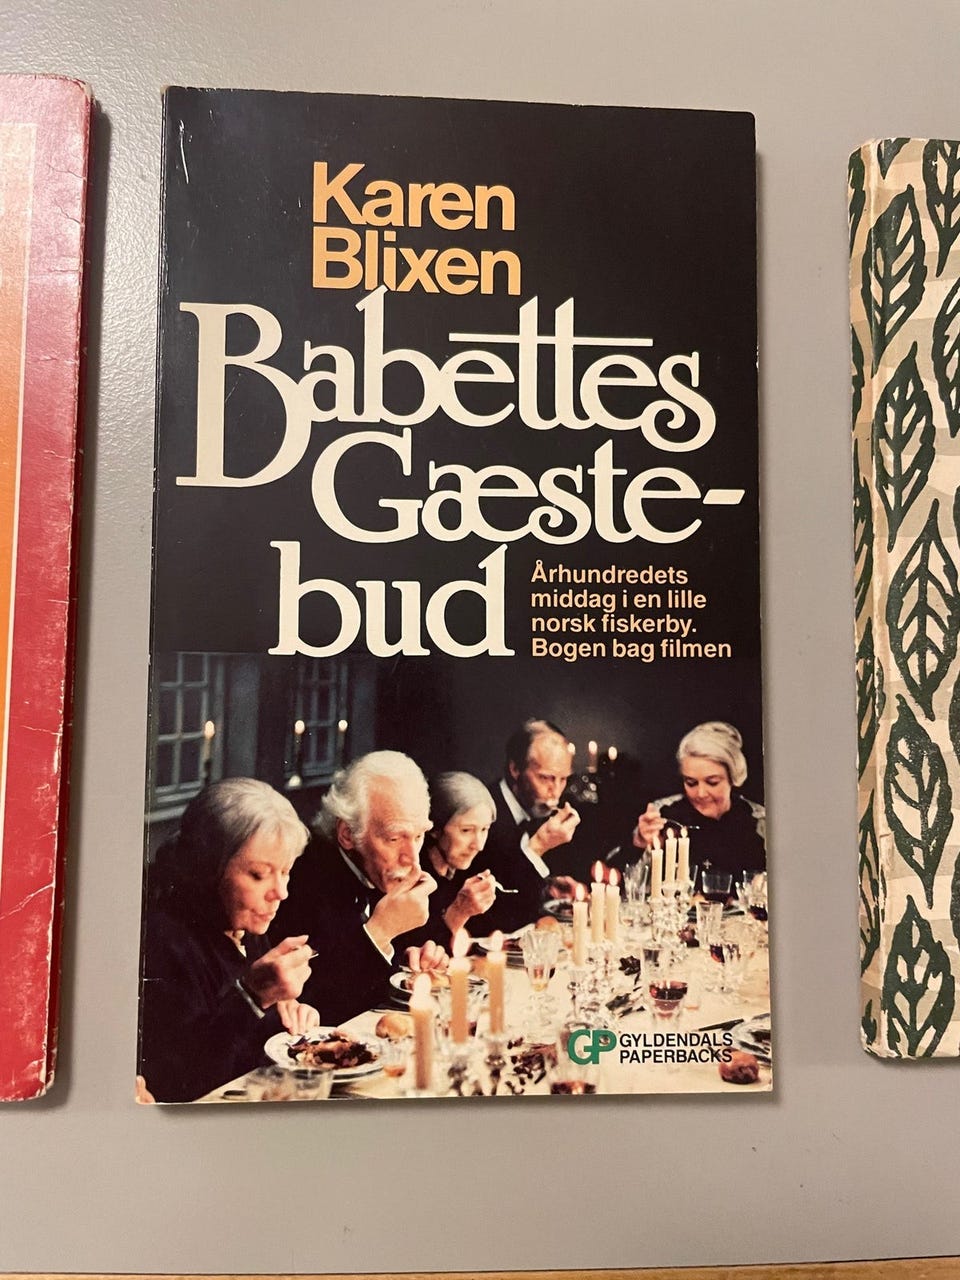 Karen
Blixen
Babettes
Gæste-
bud
Århundredets
middag i en lille
norsk fiskerby.
Bogen bag filmen
GP GYLDENDALS
PAPERBACKS